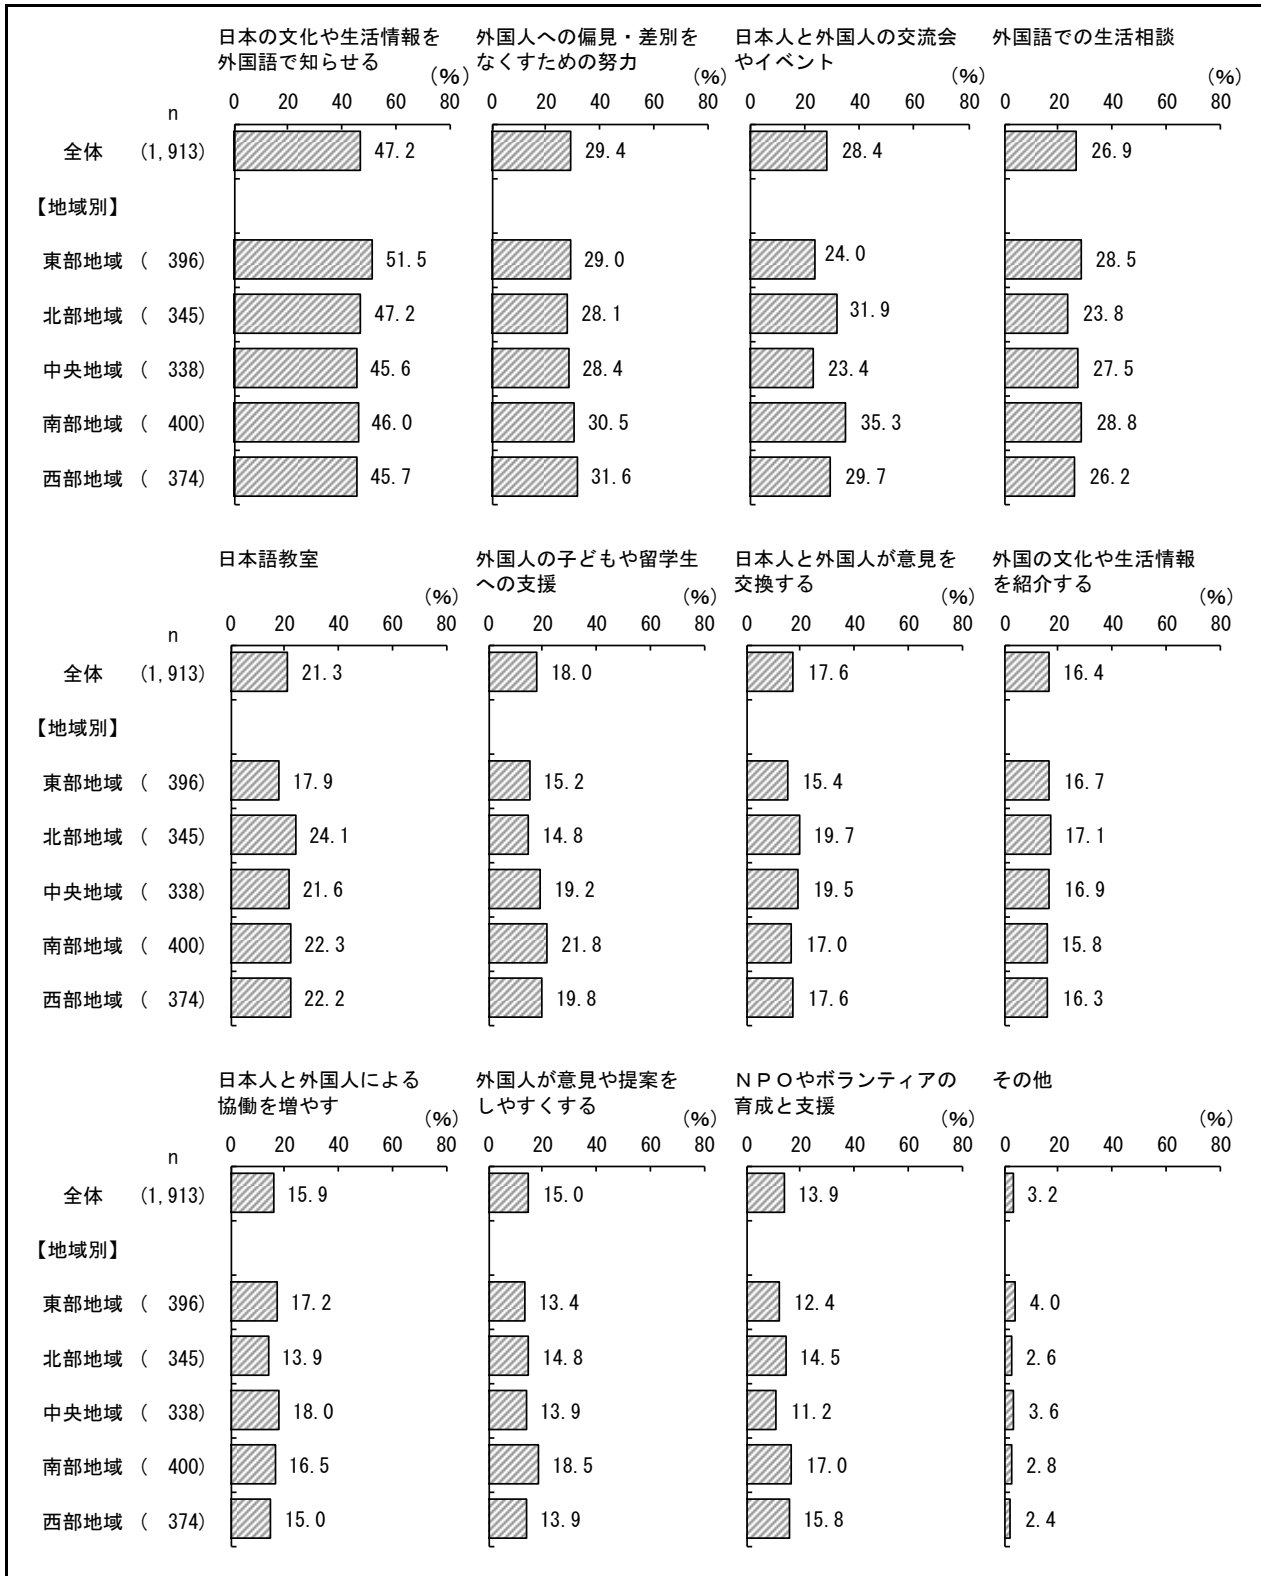 日本の文化や生活情報を 外国人への偏見・差別を 日本人と外国人の交流会 外国語での生活相談
外国語で知らせる なくすための努力 やイベント
(%) (%) (%) (%)
0 20 40 60 80 0 20 40 60 80 0 20 40 60 80 0 20 40 60 80
n
全体 (1,913) 47.2 29.4 28.4 26.9
【地域別】
東部地域 ( 396) 51.5 29.0 24.0 28.5
北部地域 ( 345) 47.2 28.1 31.9 23.8
中央地域 ( 338) 45.6 28.4 23.4 27.5
南部地域 ( 400) 46.0 30.5 35.3 28.8
西部地域 ( 374) 45.7 31.6 29.7 26.2
日本語教室 外国人の子どもや留学生 日本人と外国人が意見を 外国の文化や生活情報
への支援 交換する を紹介する
(%) (%) (%) (%)
0 20 40 60 80 0 20 40 60 80 0 20 40 60 80 0 20 40 60 80
n
全体 (1,913) 21.3 18.0 17.6 16.4
【地域別】
東部地域 ( 396) 17.9 15.2 15.4 16.7
北部地域 ( 345) 24.1 14.8 19.7 17.1
中央地域 ( 338) 21.6 19.2 19.5 16.9
南部地域 ( 400) 22.3 21.8 17.0 15.8
西部地域 ( 374) 22.2 19.8 17.6 16.3
日本人と外国人による 外国人が意見や提案を NPOやボランティアの その他
協働を増やす しやすくする 育成と支援
(%) (%) (%) (%)
0 20 40 60 80 0 20 40 60 80 0 20 40 60 80 0 20 40 60 80
n
全体 (1,913) 15.9 15.0 13.9 3.2
【地域別】
東部地域 ( 396) 17.2 13.4 12.4 4.0
北部地域 ( 345) 13.9 14.8 14.5 2.6
中央地域 ( 338) 18.0 13.9 11.2 3.6
南部地域 ( 400) 16.5 18.5 17.0 2.8
西部地域 ( 374) 15.0 13.9 15.8 2.4